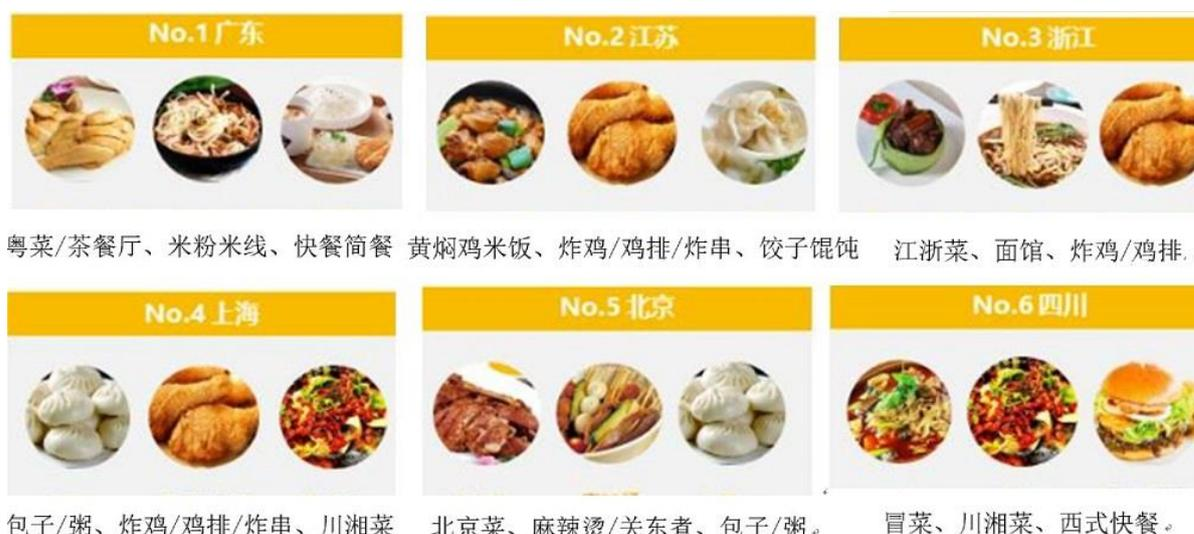 No.1 广东
No.2 江苏
No.3 浙江
粤菜/茶餐厅、米粉米线、快餐简餐
黄焖鸡米饭、炸鸡/鸡排/炸串、饺子馄饨
江浙菜、面馆、炸鸡/鸡排
No.4 上海
No.5 北京
No.6 四川
包子/粥、炸鸡/鸡排/炸串、川湘菜
北京菜、麻辣烫/关东煮、包子/粥。
冒菜、川湘菜、西式快餐。